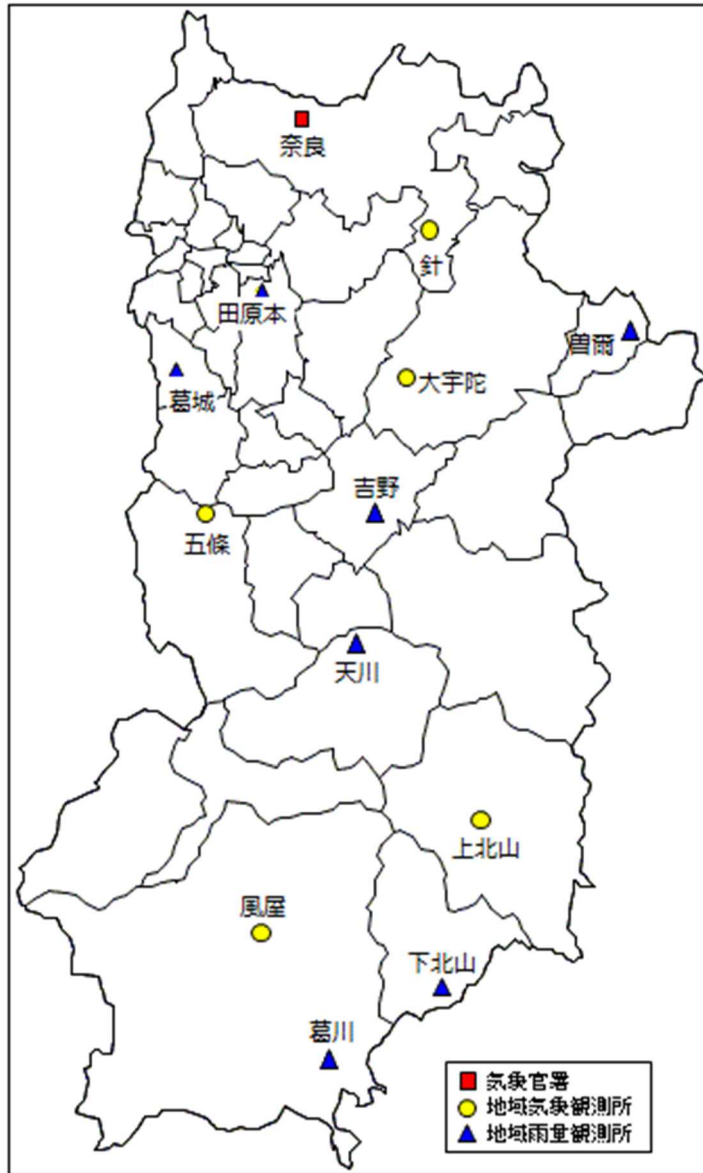 奈良
針
田原本
曽爾
葛城
大宇陀
吉野
五條
天川
上北山
風屋
下北山
葛川
気象官署
地域気象観測所
地域雨量観測所